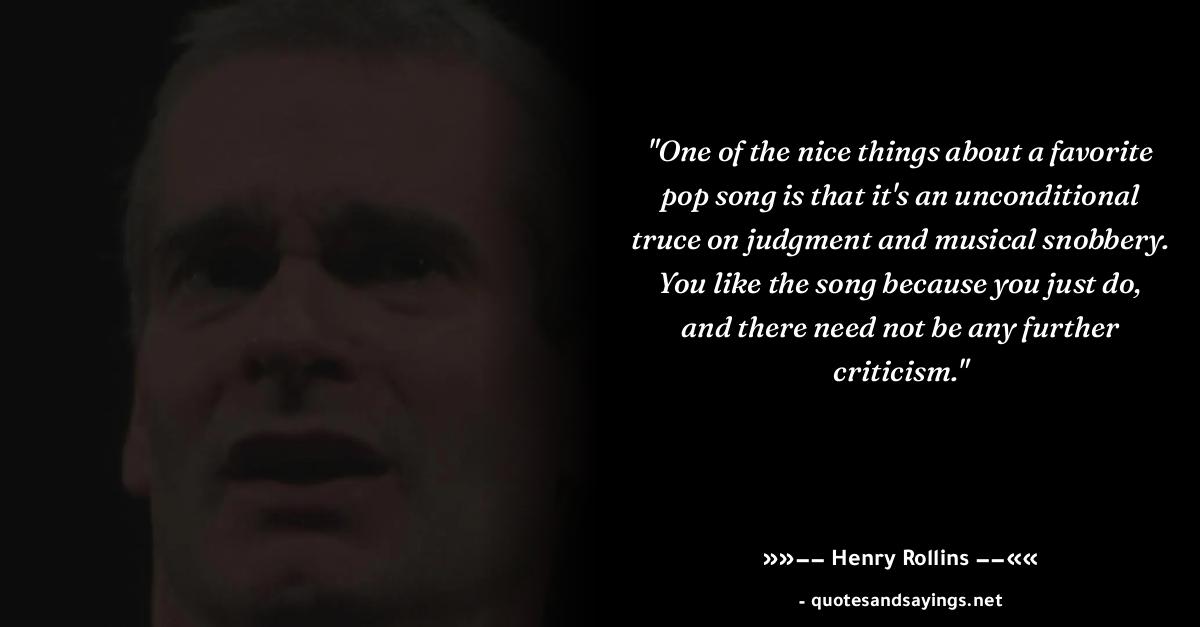 "One of the nice things about a favorite
pop song is that it's an unconditional
truce on judgment and musical snobbery.
You like the song because you just do,
and there need not be any further
criticism."
»»–– Henry Rollins ––««
- quotesandsayings.net